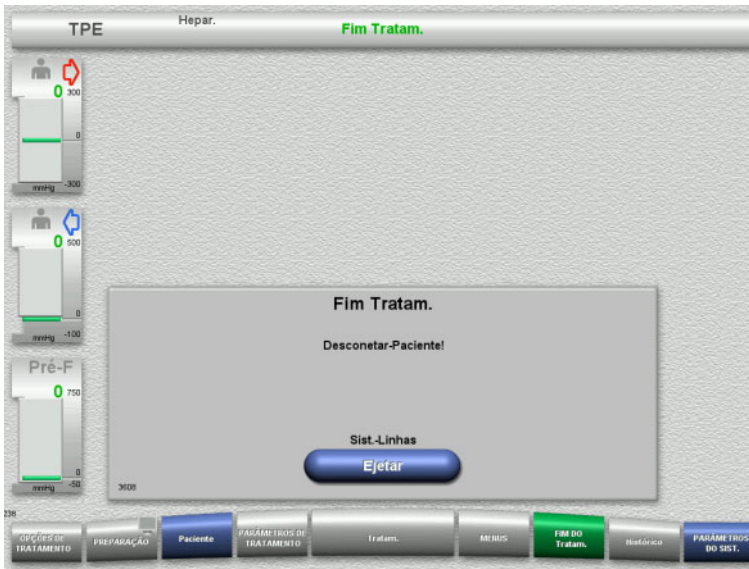 TPE
Hepar.
Fim Tratam.
0
300
0
mmHg
-300
0
500
0
mmHg
-100
Pré-F
0
750
0
mmHg
-50
Fim Tratam.
Desconetar-Paciente!
Sist.-Linhas
Ejetar
3608
236
OPÇÕES DE
TRATAMENTO
PREPARAÇÃO
Paciente
PARÂMETROS DE
TRATAMENTO
Tratam.
MENUS
FIM DO
Tratam.
Histórico
PARÂMETROS
DO SIST.